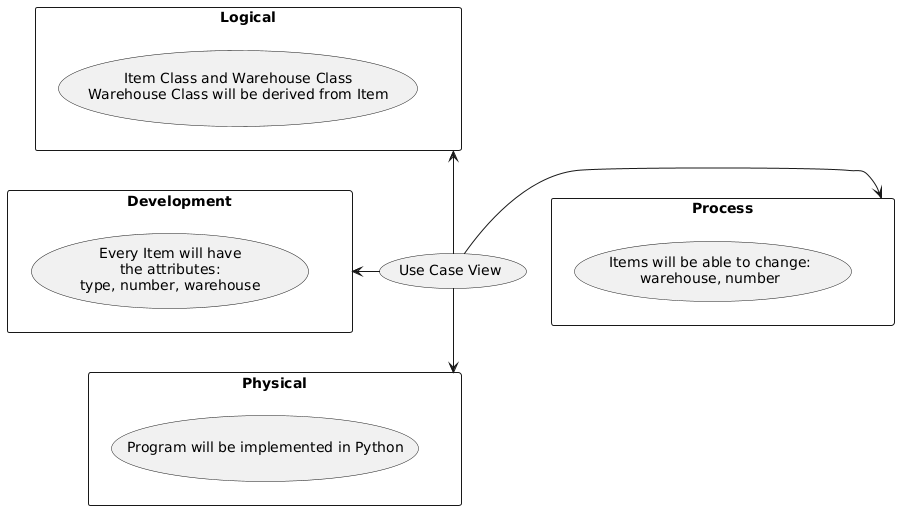 Logical
Item Class and Warehouse Class
Warehouse Class will be derived from Item
Development
Every Item will have
the attributes:
type, number, warehouse
Use Case View
Process
Items will be able to change:
warehouse, number
Physical
Program will be implemented in Python